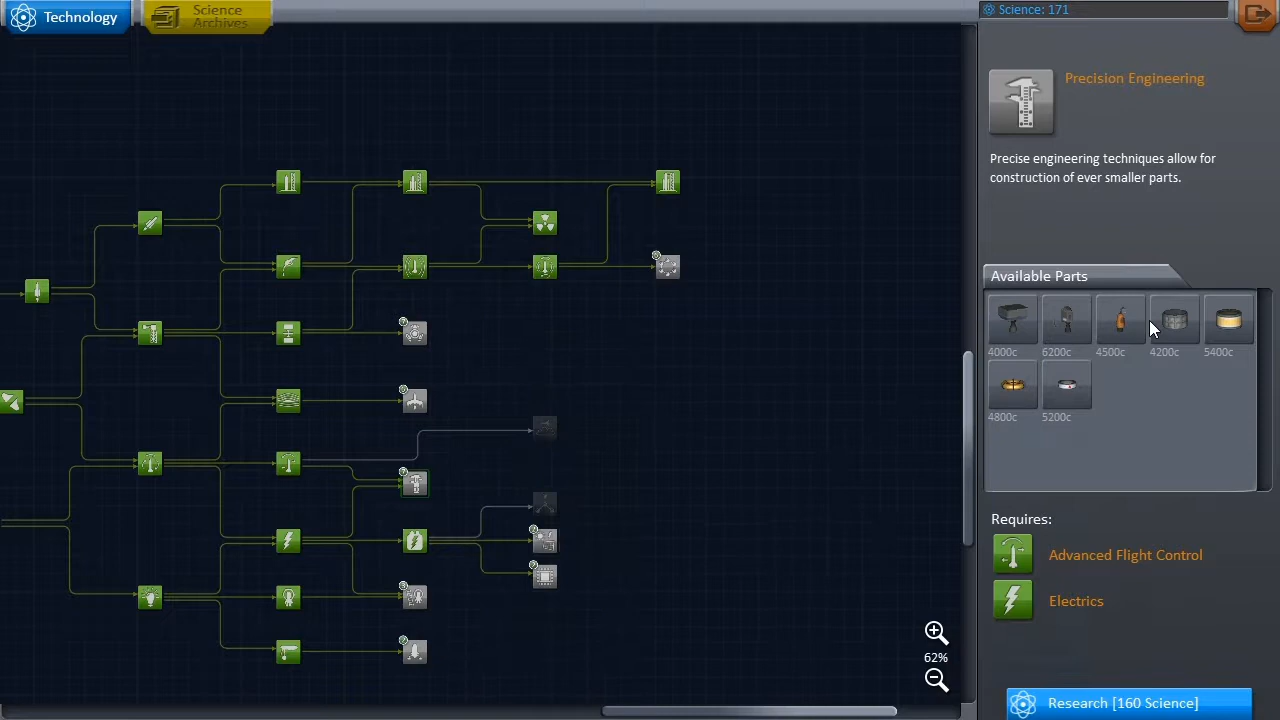 Technology
Science
Archives
Science: 171
Precision Engineering
Precise engineering techniques allow for
construction of ever smaller parts.
Available Parts
4000c 6200c 4500c 4200c 5400c
4800c 5200c
Requires:
Advanced Flight Control
Electrics
62%
Research [160 Science]